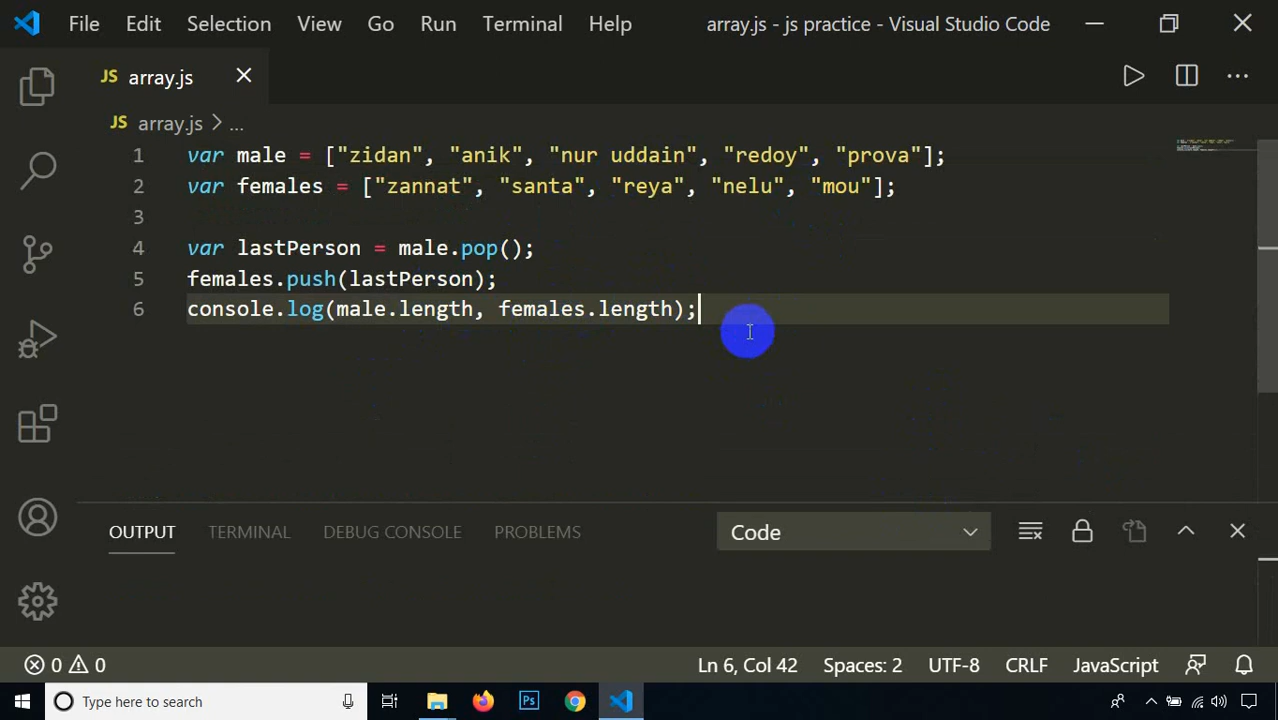 File Edit Selection View Go Run Terminal Help array.js - js practice - Visual Studio Code
JS array.js
JS array.js > ...
1 var male = ["zidan", "anik", "nur uddain", "redoy", "prova"];
2 var females = ["zannat", "santa", "reya", "nelu", "mou"];
3
4 var lastPerson = male.pop();
5 females.push(lastPerson);
6 console.log(male.length, females.length);
OUTPUT TERMINAL DEBUG CONSOLE PROBLEMS Code
0 0 Ln 6, Col 42 Spaces: 2 UTF-8 CRLF JavaScript
Type here to search Ps